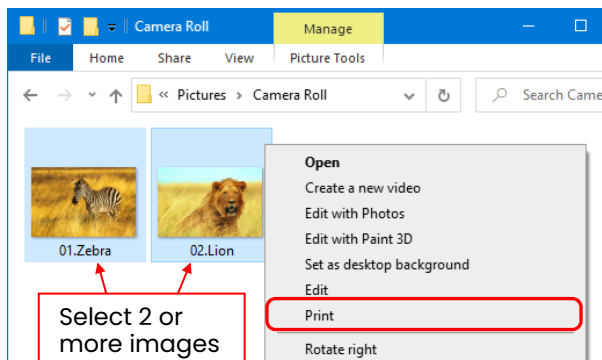 Camera Roll
Manage
File Home Share View Picture Tools
« Pictures › Camera Roll
Search Came
Open
Create a new video
Edit with Photos
Edit with Paint 3D
Set as desktop background
Edit
Print
Rotate right
01.Zebra 02.Lion
Select 2 or
more images